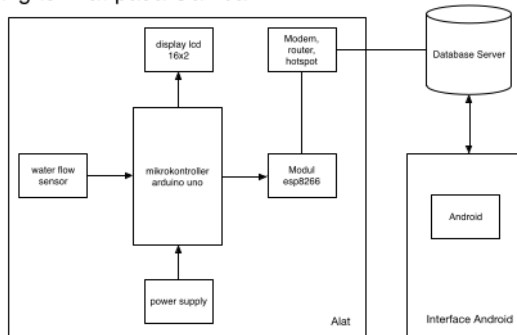 display lcd
16x2
Modem,
router,
hotspot
Database Server
water flow
sensor
mikrokontroller
arduino uno
Modul
esp8266
Android
power supply
Alat
Interface Android